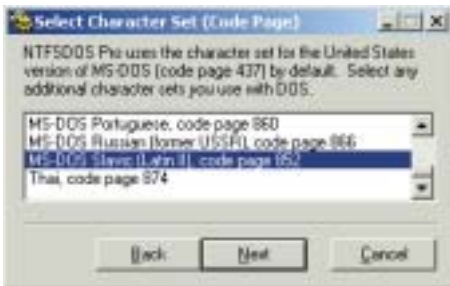 Select Character Set (Code Page)
NTFSDOS Pro uses the character set for the United States
version of MS-DOS (code page 437) by default. Select any
additional character sets you use with DOS.
MS-DOS Portuguese, code page 860
MS-DOS Russian (former USSR), code page 866
MS-DOS Slavic (Latin II), code page 852
Thai, code page 874
Back Next Cancel